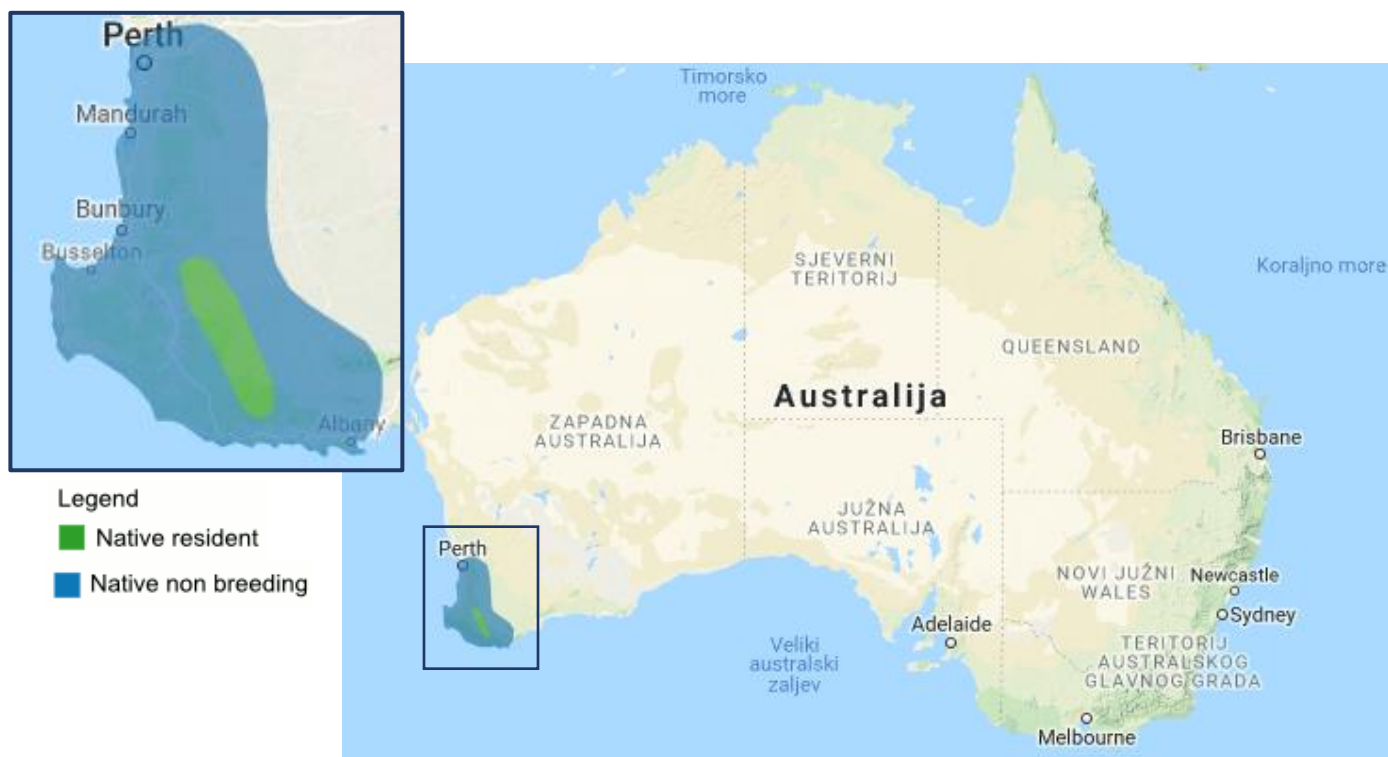 Perth
Mandurah
Bunbury
Busselton
Albany
Legend
Native resident
Native non breeding
Timorsko
more
SJEVERNI
TERITORIJ
Koraljno more
QUEENSLAND
Australija
ZAPADNA
AUSTRALIJA
Brisbane
JUŽNA
AUSTRALIJA
Perth
NOVI JUŽNI
WALES
Newcastle
Sydney
Adelaide
Veliki
australski
zaljev
TERITORIJ
AUSTRALSKOG
GLAVNOG GRADA
Melbourne